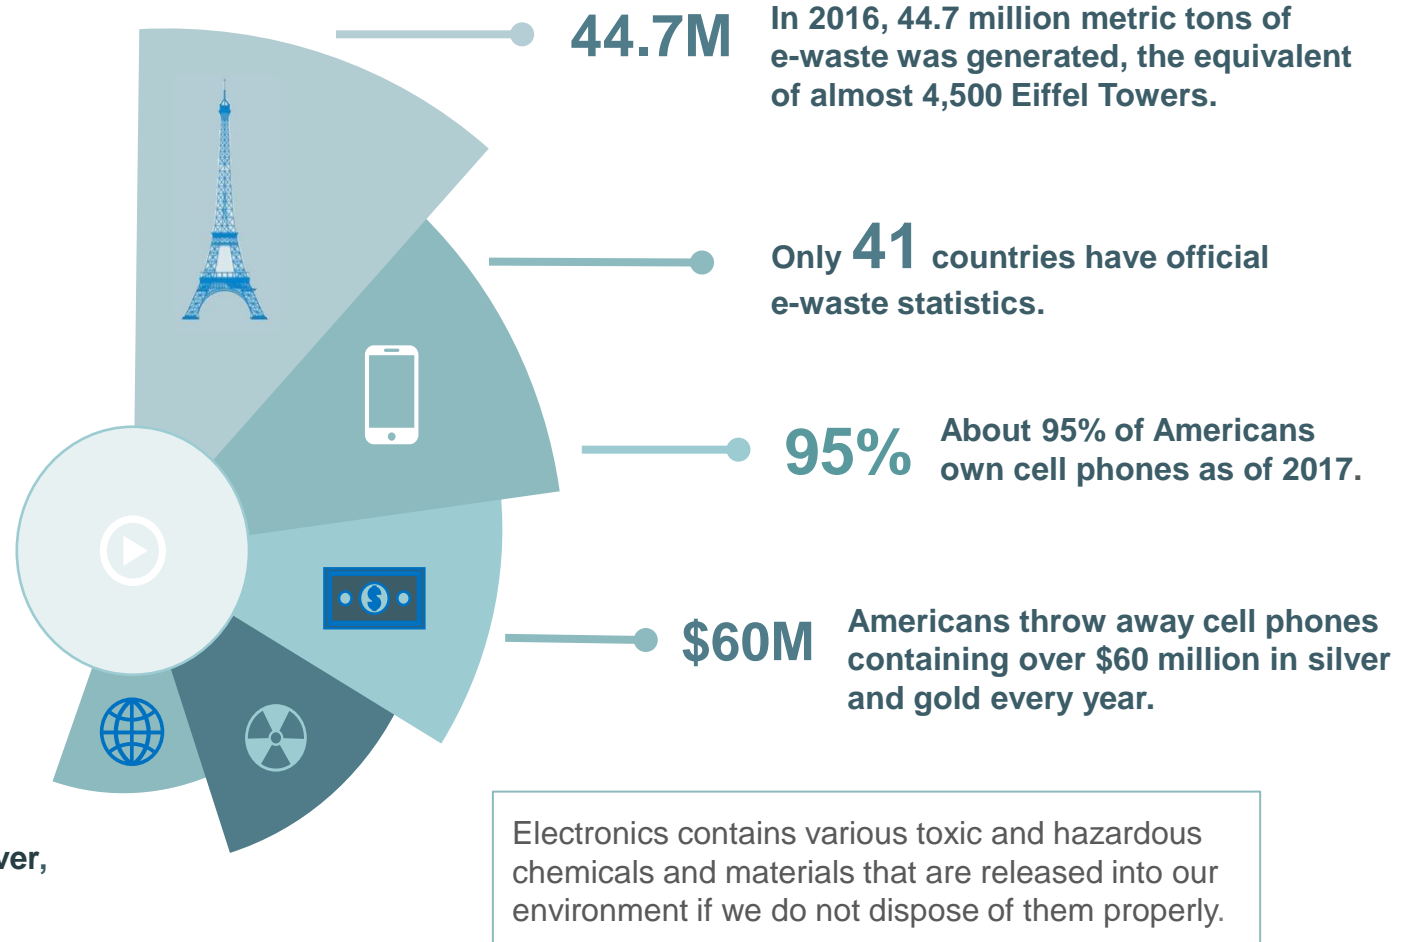 44.7M
In 2016, 44.7 million metric tons of
e-waste was generated, the equivalent
of almost 4,500 Eiffel Towers.
Only 41 countries have official
e-waste statistics.
95%
About 95% of Americans
own cell phones as of 2017.
$60M
Americans throw away cell phones
containing over $60 million in silver
and gold every year.
ver,
Electronics contains various toxic and hazardous
chemicals and materials that are released into our
environment if we do not dispose of them properly.